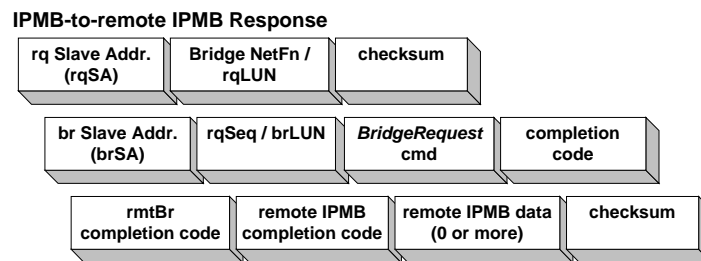 IPMB-to-remote IPMB Response
rq Slave Addr.
(rqSA)
Bridge NetFn /
rqLUN
checksum
br Slave Addr.
(brSA)
rqSeq / brLUN
BridgeRequest
cmd
completion
code
rmtBr
completion code
remote IPMB
completion code
remote IPMB data
(0 or more)
checksum